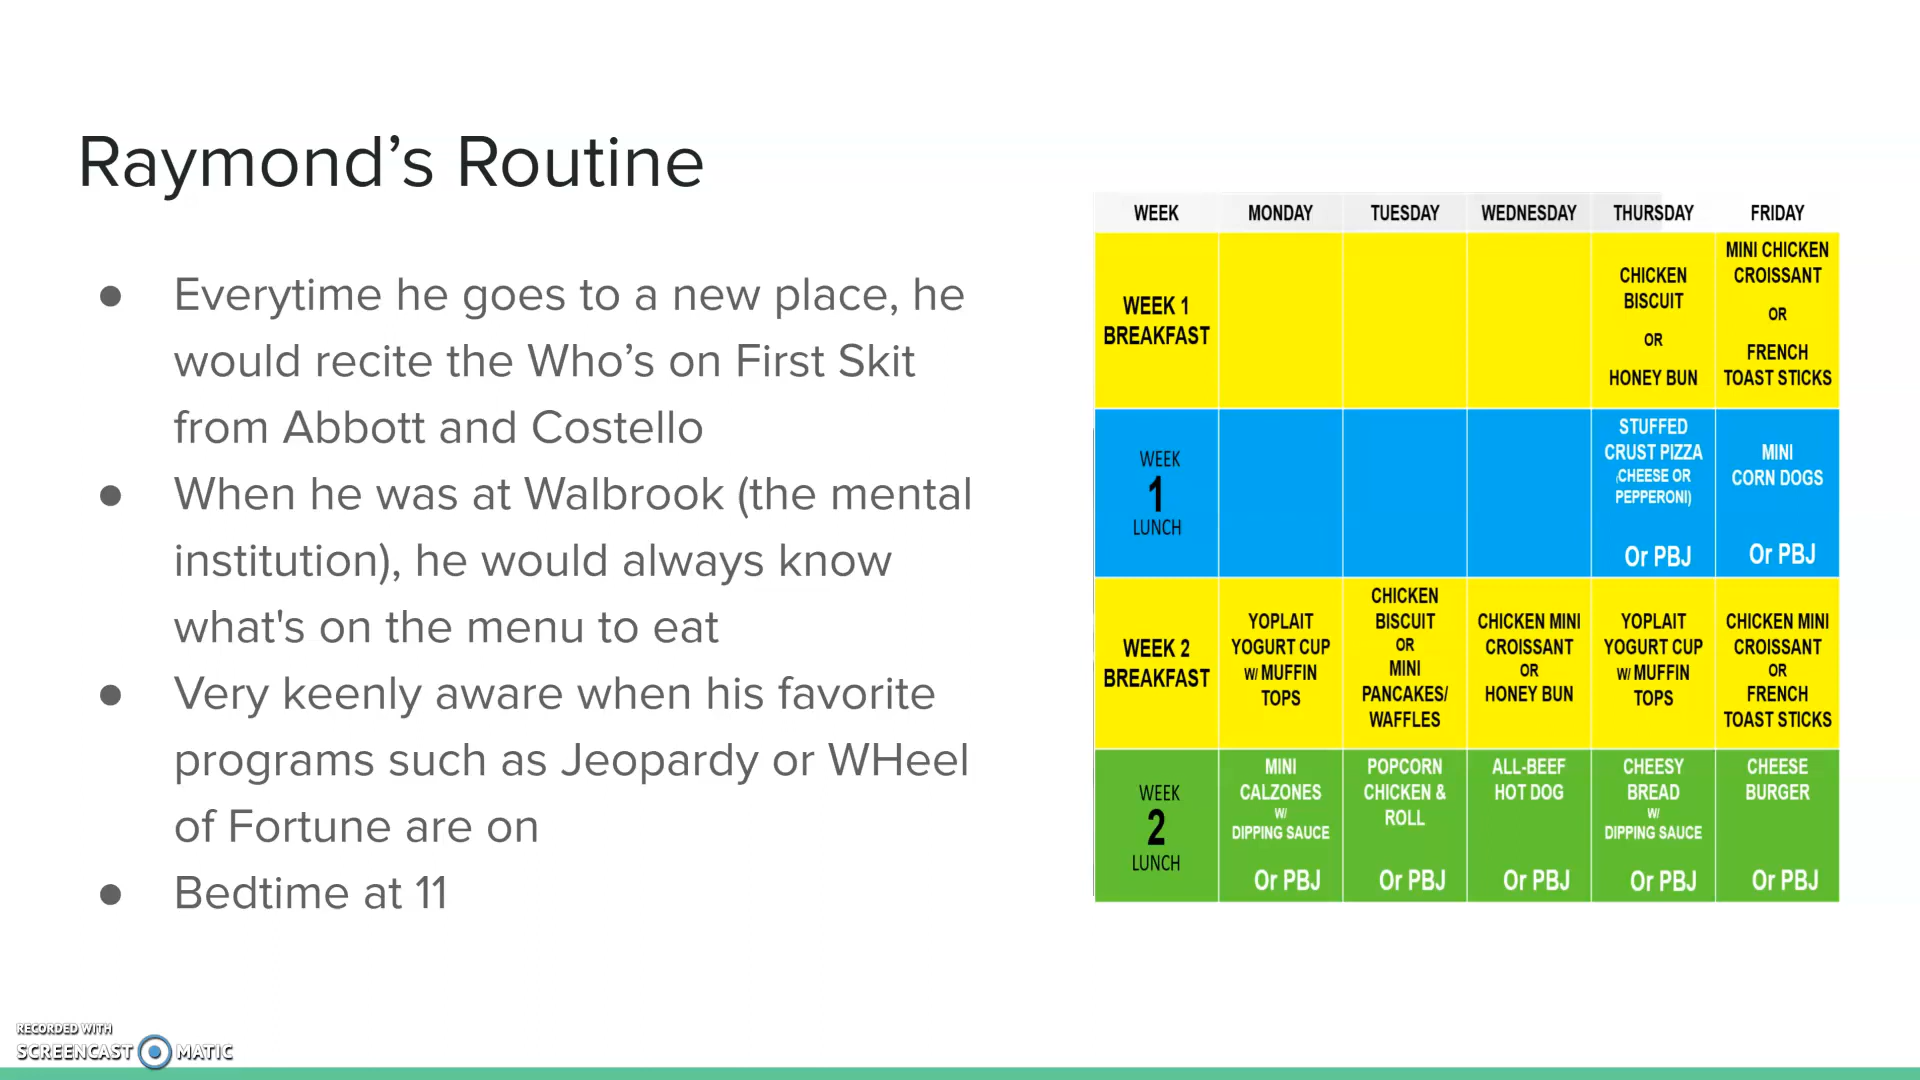 Raymond’s Routine
● Everytime he goes to a new place, he
would recite the Who’s on First Skit
from Abbott and Costello
● When he was at Walbrook (the mental
institution), he would always know
what's on the menu to eat
● Very keenly aware when his favorite
programs such as Jeopardy or WHeel
of Fortune are on
● Bedtime at 11
WEEK MONDAY TUESDAY WEDNESDAY THURSDAY FRIDAY
WEEK 1
BREAKFAST
CHICKEN
BISCUIT
OR
HONEY BUN
MINI CHICKEN
CROISSANT
OR
FRENCH
TOAST STICKS
WEEK
1
LUNCH
STUFFED
CRUST PIZZA
(CHEESE OR
PEPPERONI)
Or PBJ
MINI
CORN DOGS
Or PBJ
WEEK 2
BREAKFAST
YOPLAIT
YOGURT CUP
W/ MUFFIN
TOPS
CHICKEN
BISCUIT
OR
MINI
PANCAKES/
WAFFLES
CHICKEN MINI
CROISSANT
OR
HONEY BUN
YOPLAIT
YOGURT CUP
W/ MUFFIN
TOPS
CHICKEN MINI
CROISSANT
OR
FRENCH
TOAST STICKS
WEEK
2
LUNCH
MINI
CALZONES
W/
DIPPING SAUCE
Or PBJ
POPCORN
CHICKEN &
ROLL
Or PBJ
ALL-BEEF
HOT DOG
Or PBJ
CHEESY
BREAD
W/
DIPPING SAUCE
Or PBJ
CHEESE
BURGER
Or PBJ
RECORDED WITH
SCREENCAST MATIC